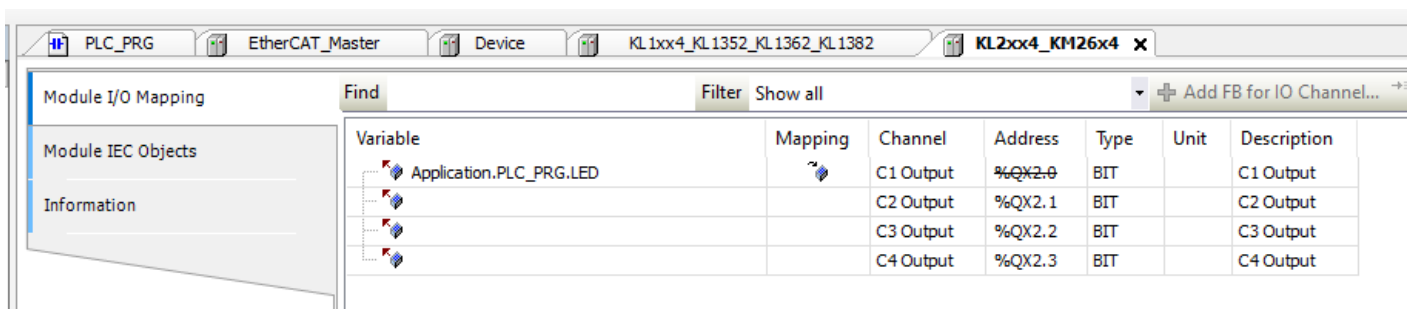 PLC_PRG EtherCAT_Master Device KL1xx4_KL1352_KL1362_KL1382 KL2xx4_KM26x4
Module I/O Mapping
Module IEC Objects
Information
Find Filter Show all Add FB for IO Channel...
Variable Mapping Channel Address Type Unit Description
Application.PLC_PRG.LED C1 Output %QX2.0 BIT C1 Output
C2 Output %QX2.1 BIT C2 Output
C3 Output %QX2.2 BIT C3 Output
C4 Output %QX2.3 BIT C4 Output